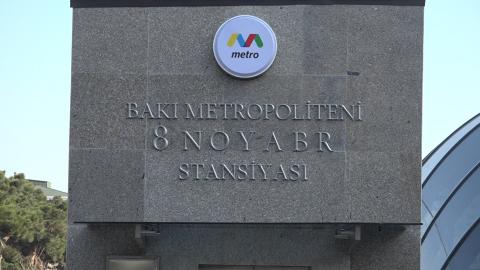 metro
BAKI METROPOLİTENİ
8 NOYABR
STANSİYASI